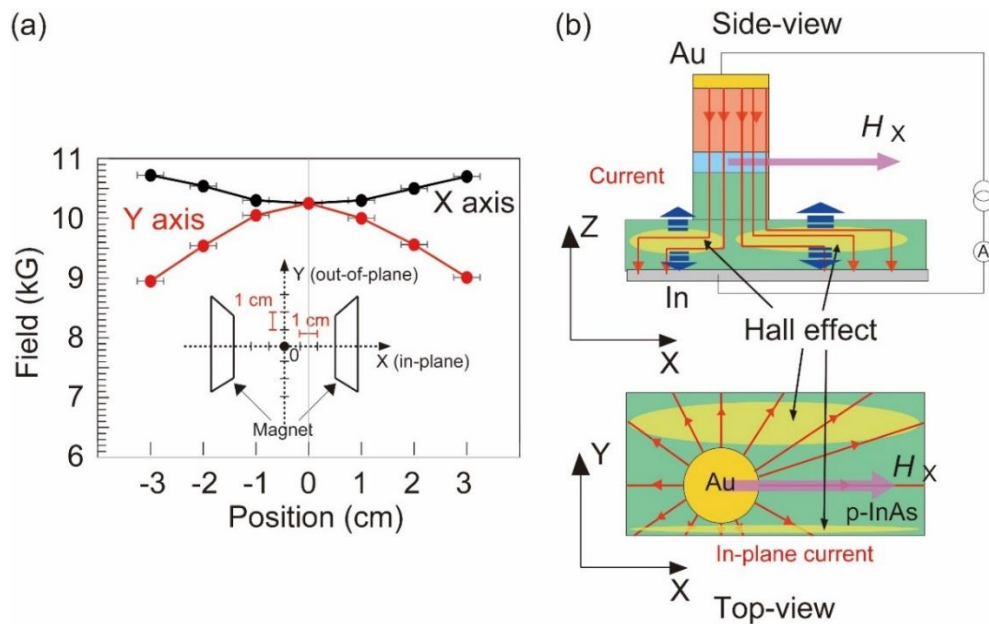 (a)
11
10
9
8
7
6
Field (kG)
Y axis
X axis
Y (out-of-plane)
1 cm
1 cm
0
X (in-plane)
Magnet
-3 -2 -1 0 1 2 3
Position (cm)
(b)
Side-view
Au
H X
Current
A
Z
In
X
Hall effect
Y
Au
H X
p-InAs
In-plane current
X
Top-view